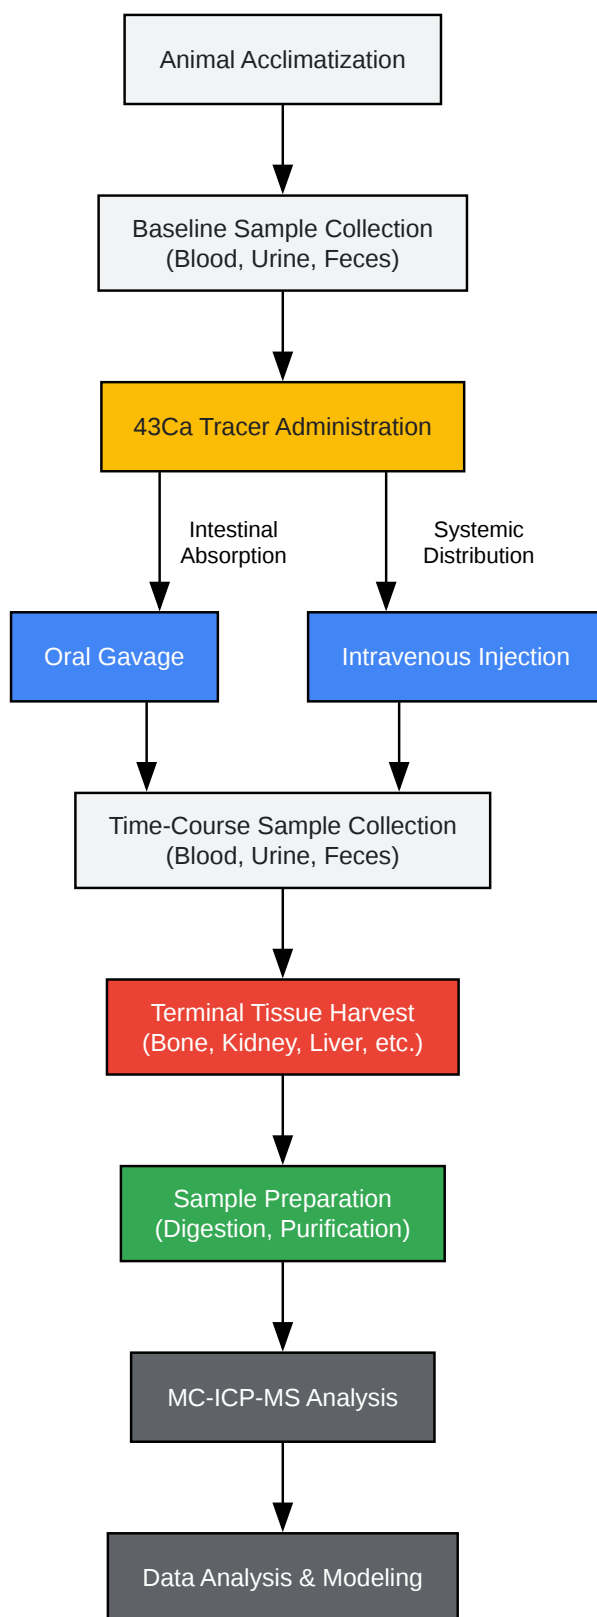 Animal Acclimatization
Baseline Sample Collection
(Blood, Urine, Feces)
43Ca Tracer Administration
Intestinal
Absorption
Systemic
Distribution
Oral Gavage
Intravenous Injection
Time-Course Sample Collection
(Blood, Urine, Feces)
Terminal Tissue Harvest
(Bone, Kidney, Liver, etc.)
Sample Preparation
(Digestion, Purification)
MC-ICP-MS Analysis
Data Analysis & Modeling